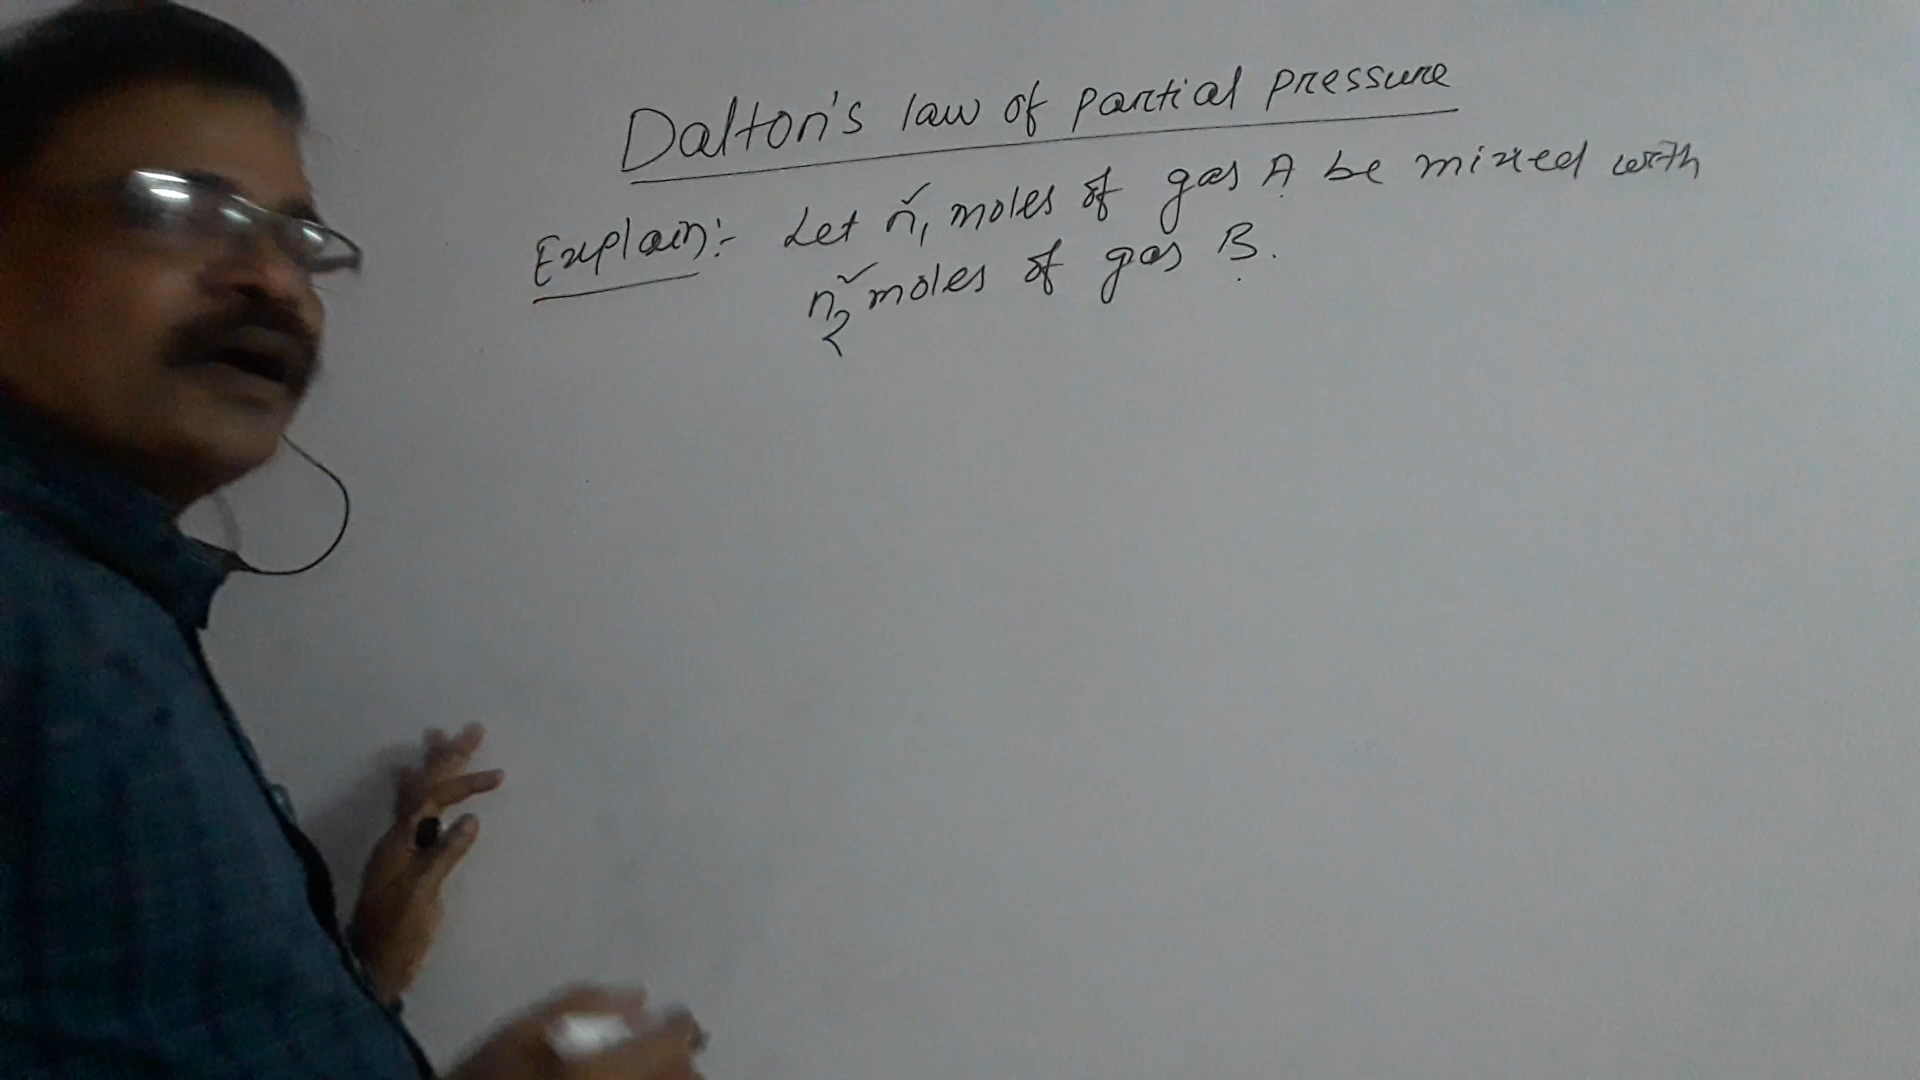 Dalton's law of partial pressure
Explain:- Let n1 moles of gas A be mixed with
n2 moles of gas B.